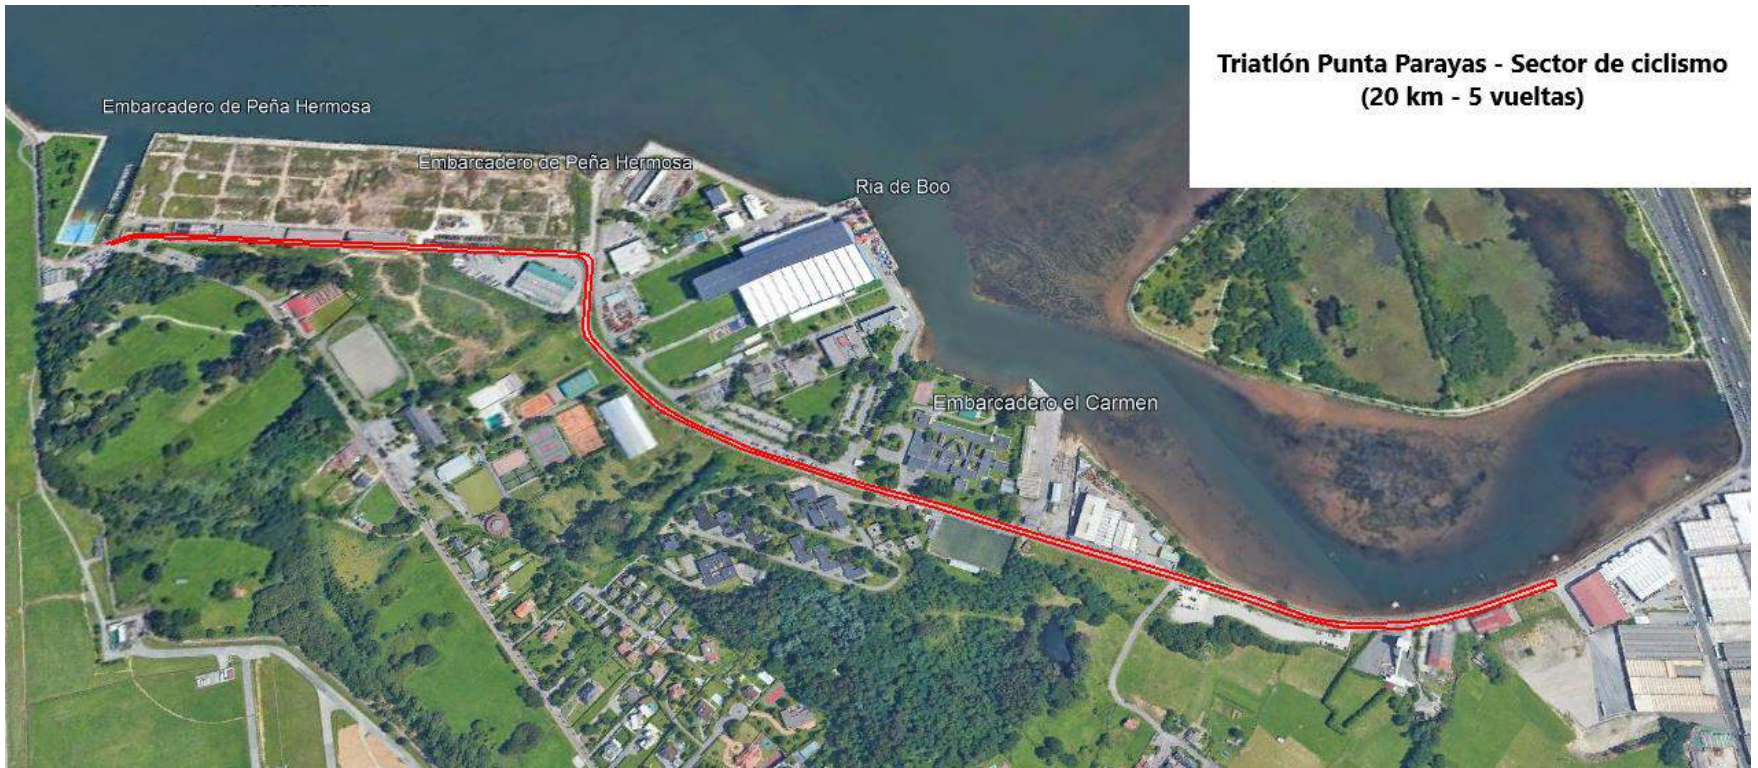 Triatlón Punta Parayas - Sector de ciclismo
(20 km - 5 vueltas)
Embarcadero de Peña Hermosa
Embarcadero de Peña Hermosa
Ria de Boo
Embarcadero el Carmen